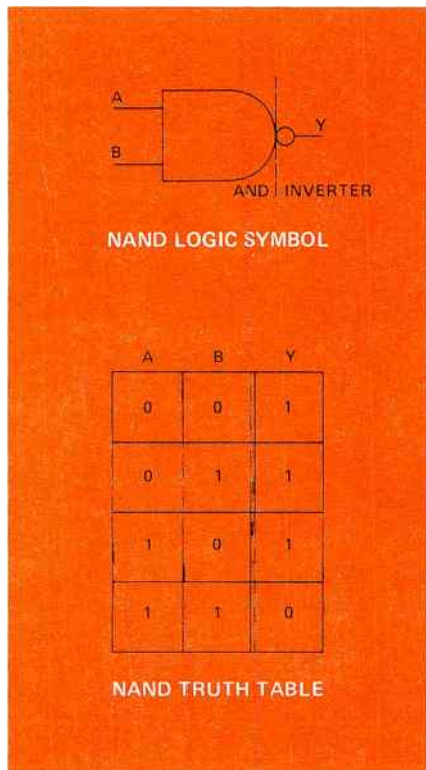 A
Y
B
AND INVERTER
NAND LOGIC SYMBOL
A B Y
0 0 1
0 1 1
1 0 1
1 1 0
NAND TRUTH TABLE